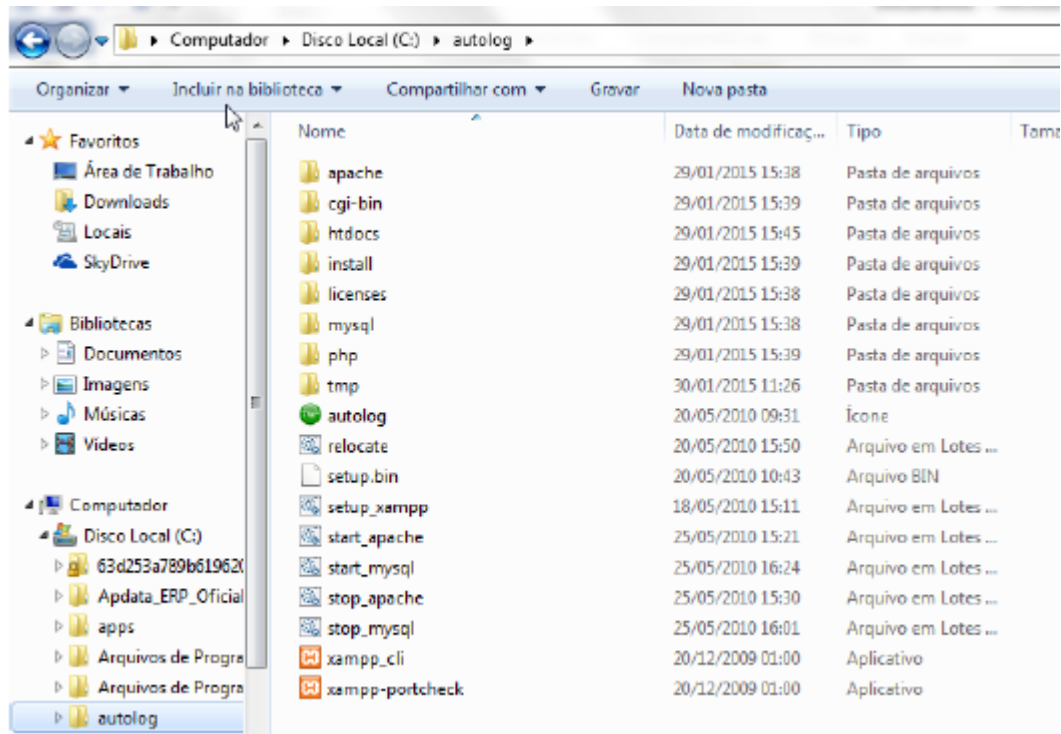 Computador ▸ Disco Local (C:) ▸ autolog ▸
Organizar Incluir na biblioteca Compartilhar com Gravar Nova pasta
Favoritos
Área de Trabalho
Downloads
Locais
SkyDrive
Bibliotecas
Documentos
Imagens
Músicas
Vídeos
Computador
Disco Local (C:)
63d253a789b619620
Apdata_ERP_Oficial
apps
Arquivos de Progra
Arquivos de Progra
autolog
Nome Data de modificaç... Tipo Tama
apache 29/01/2015 15:38 Pasta de arquivos
cgi-bin 29/01/2015 15:39 Pasta de arquivos
htdocs 29/01/2015 15:45 Pasta de arquivos
install 29/01/2015 15:39 Pasta de arquivos
licenses 29/01/2015 15:38 Pasta de arquivos
mysql 29/01/2015 15:38 Pasta de arquivos
php 29/01/2015 15:39 Pasta de arquivos
tmp 30/01/2015 11:26 Pasta de arquivos
autolog 20/05/2010 09:31 Ícone
relocate 20/05/2010 15:50 Arquivo em Lotes ...
setup.bin 20/05/2010 10:43 Arquivo BIN
setup_xampp 18/05/2010 15:11 Arquivo em Lotes ...
start_apache 25/05/2010 15:21 Arquivo em Lotes ...
start_mysql 25/05/2010 16:24 Arquivo em Lotes ...
stop_apache 25/05/2010 15:30 Arquivo em Lotes ...
stop_mysql 25/05/2010 16:01 Arquivo em Lotes ...
xampp_cli 20/12/2009 01:00 Aplicativo
xampp-portcheck 20/12/2009 01:00 Aplicativo